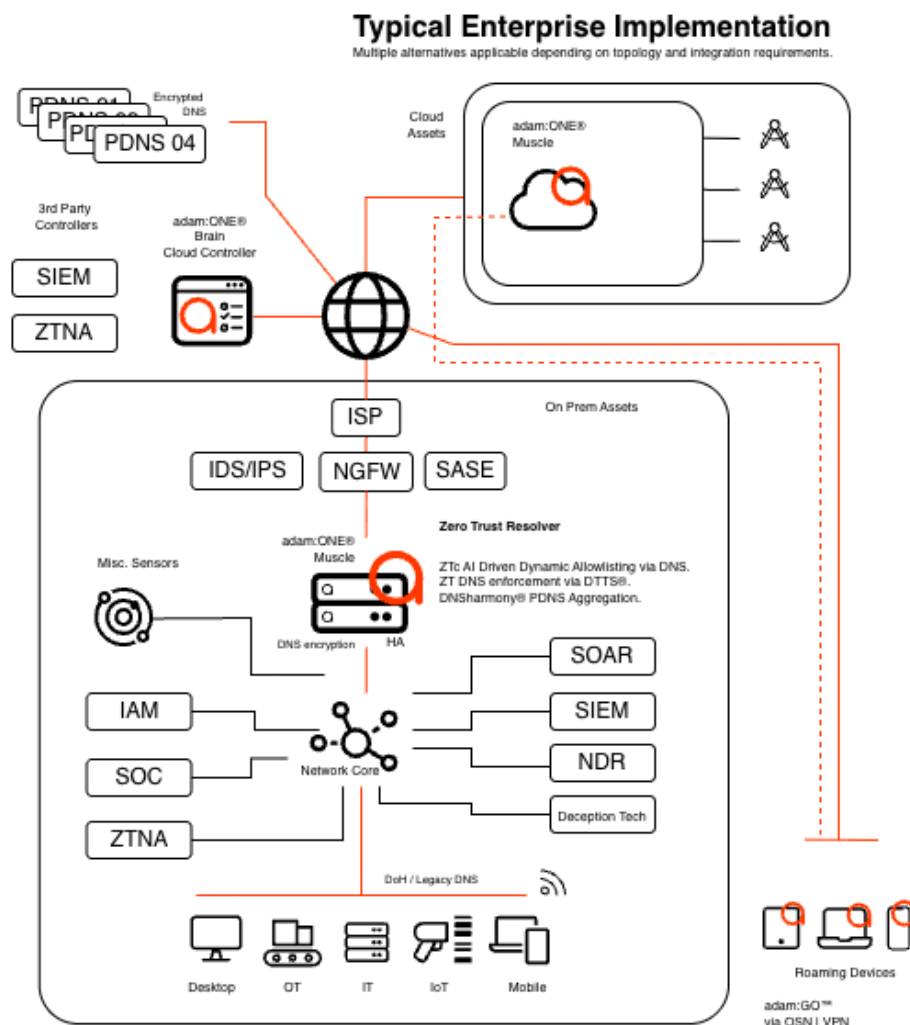 Typical Enterprise Implementation
Multiple alternatives applicable depending on topology and integration requirements.
Encrypted
DNS
PDNS 04
Cloud
Assets
adam:ONE®
Muscle
3rd Party
Controllers
SIEM
ZTNA
adam:ONE®
Brain
Cloud Controller
On Prem Assets
ISP
IDS/IPS
NGFW
SASE
adam:ONE®
Muscle
DNS encryption
HA
Zero Trust Resolver
ZTc AI Driven Dynamic Allowlisting via DNS.
ZT DNS enforcement via DTTS®.
DNSharmony® PDNS Aggregation.
Misc. Sensors
IAM
SOC
ZTNA
Network Core
SOAR
SIEM
NDR
Deception Tech
DoH / Legacy DNS
Desktop
OT
IT
IoT
Mobile
Roaming Devices
adam:GO™
via OSN | VPN